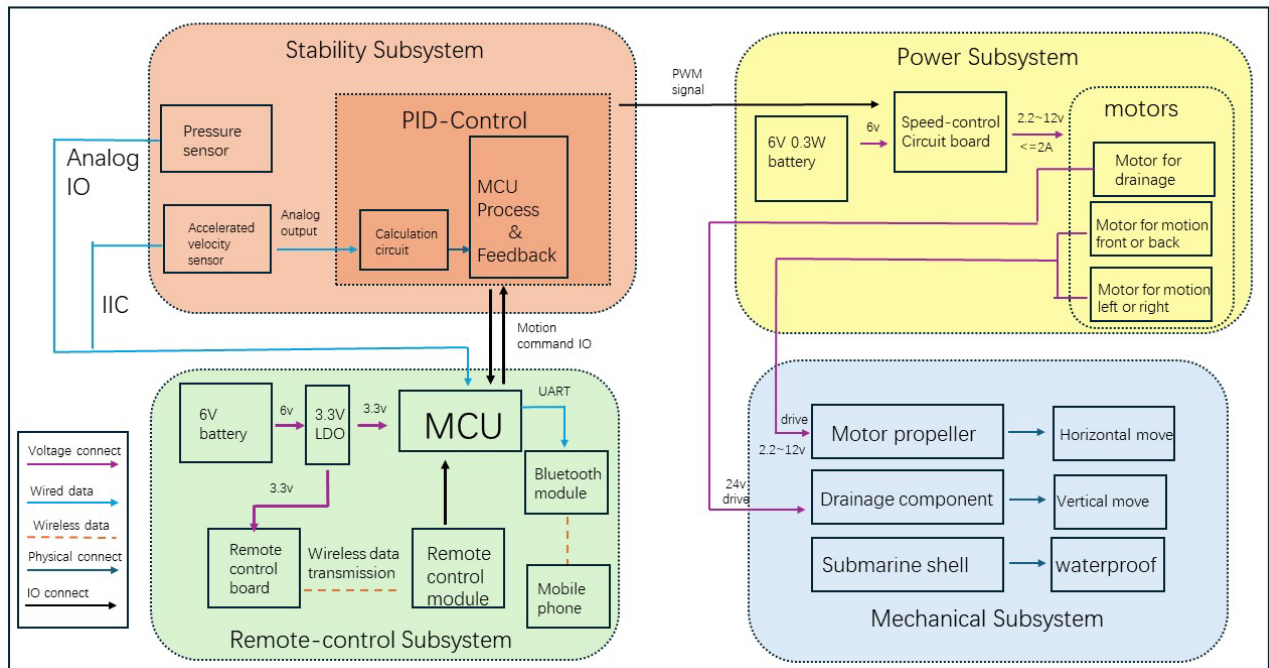 Stability Subsystem
Pressure
sensor
Analog
IO
Accelerated
velocity
sensor
IIC
Analog
output
PID-Control
Calculation
circuit
MCU
Process
&
Feedback
PWM
signal
Motion
command IO
Power Subsystem
6V 0.3W
battery
6v
Speed-control
Circuit board
2.2~12v
<=2A
motors
Motor for
drainage
Motor for motion
front or back
Motor for motion
left or right
Voltage connect
Wired data
Wireless data
Physical connect
IO connect
6V
battery
6v
3.3V
LDO
3.3v
MCU
UART
Bluetooth
module
3.3v
Remote
control
board
Wireless data
transmission
Remote
control
module
Mobile
phone
Remote-control Subsystem
drive
2.2~12v
Motor propeller
Horizontal move
24v
drive
Drainage component
Vertical move
Submarine shell
waterproof
Mechanical Subsystem